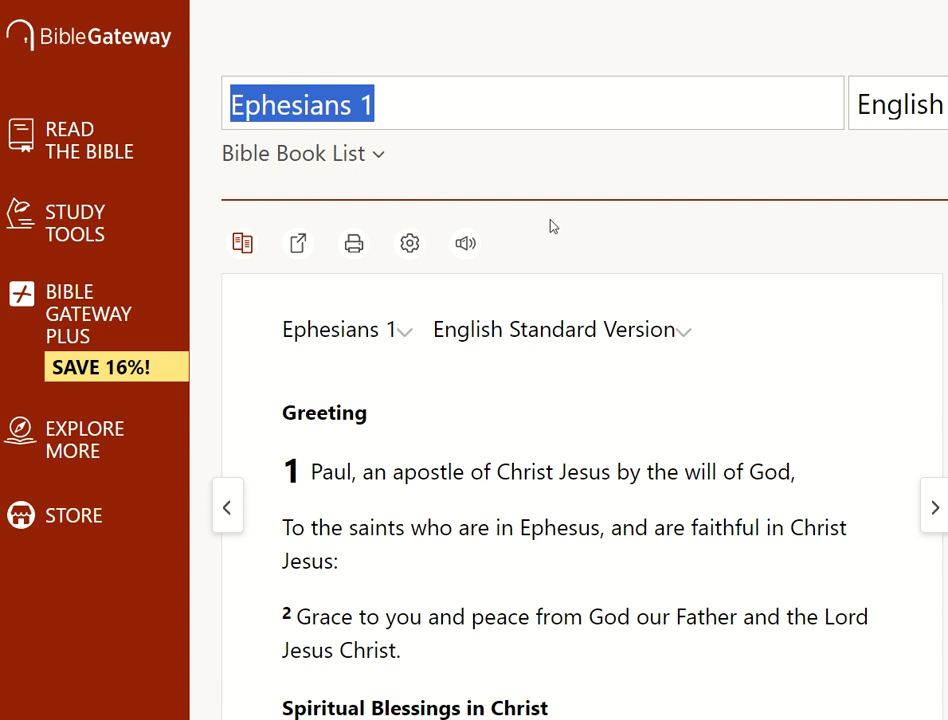 BibleGateway
READ
THE BIBLE
STUDY
TOOLS
BIBLE
GATEWAY
PLUS
SAVE 16%!
EXPLORE
MORE
STORE
Ephesians 1
English
Bible Book List
Ephesians 1 English Standard Version
Greeting
1 Paul, an apostle of Christ Jesus by the will of God,
To the saints who are in Ephesus, and are faithful in Christ
Jesus:
2 Grace to you and peace from God our Father and the Lord
Jesus Christ.
Spiritual Blessings in Christ